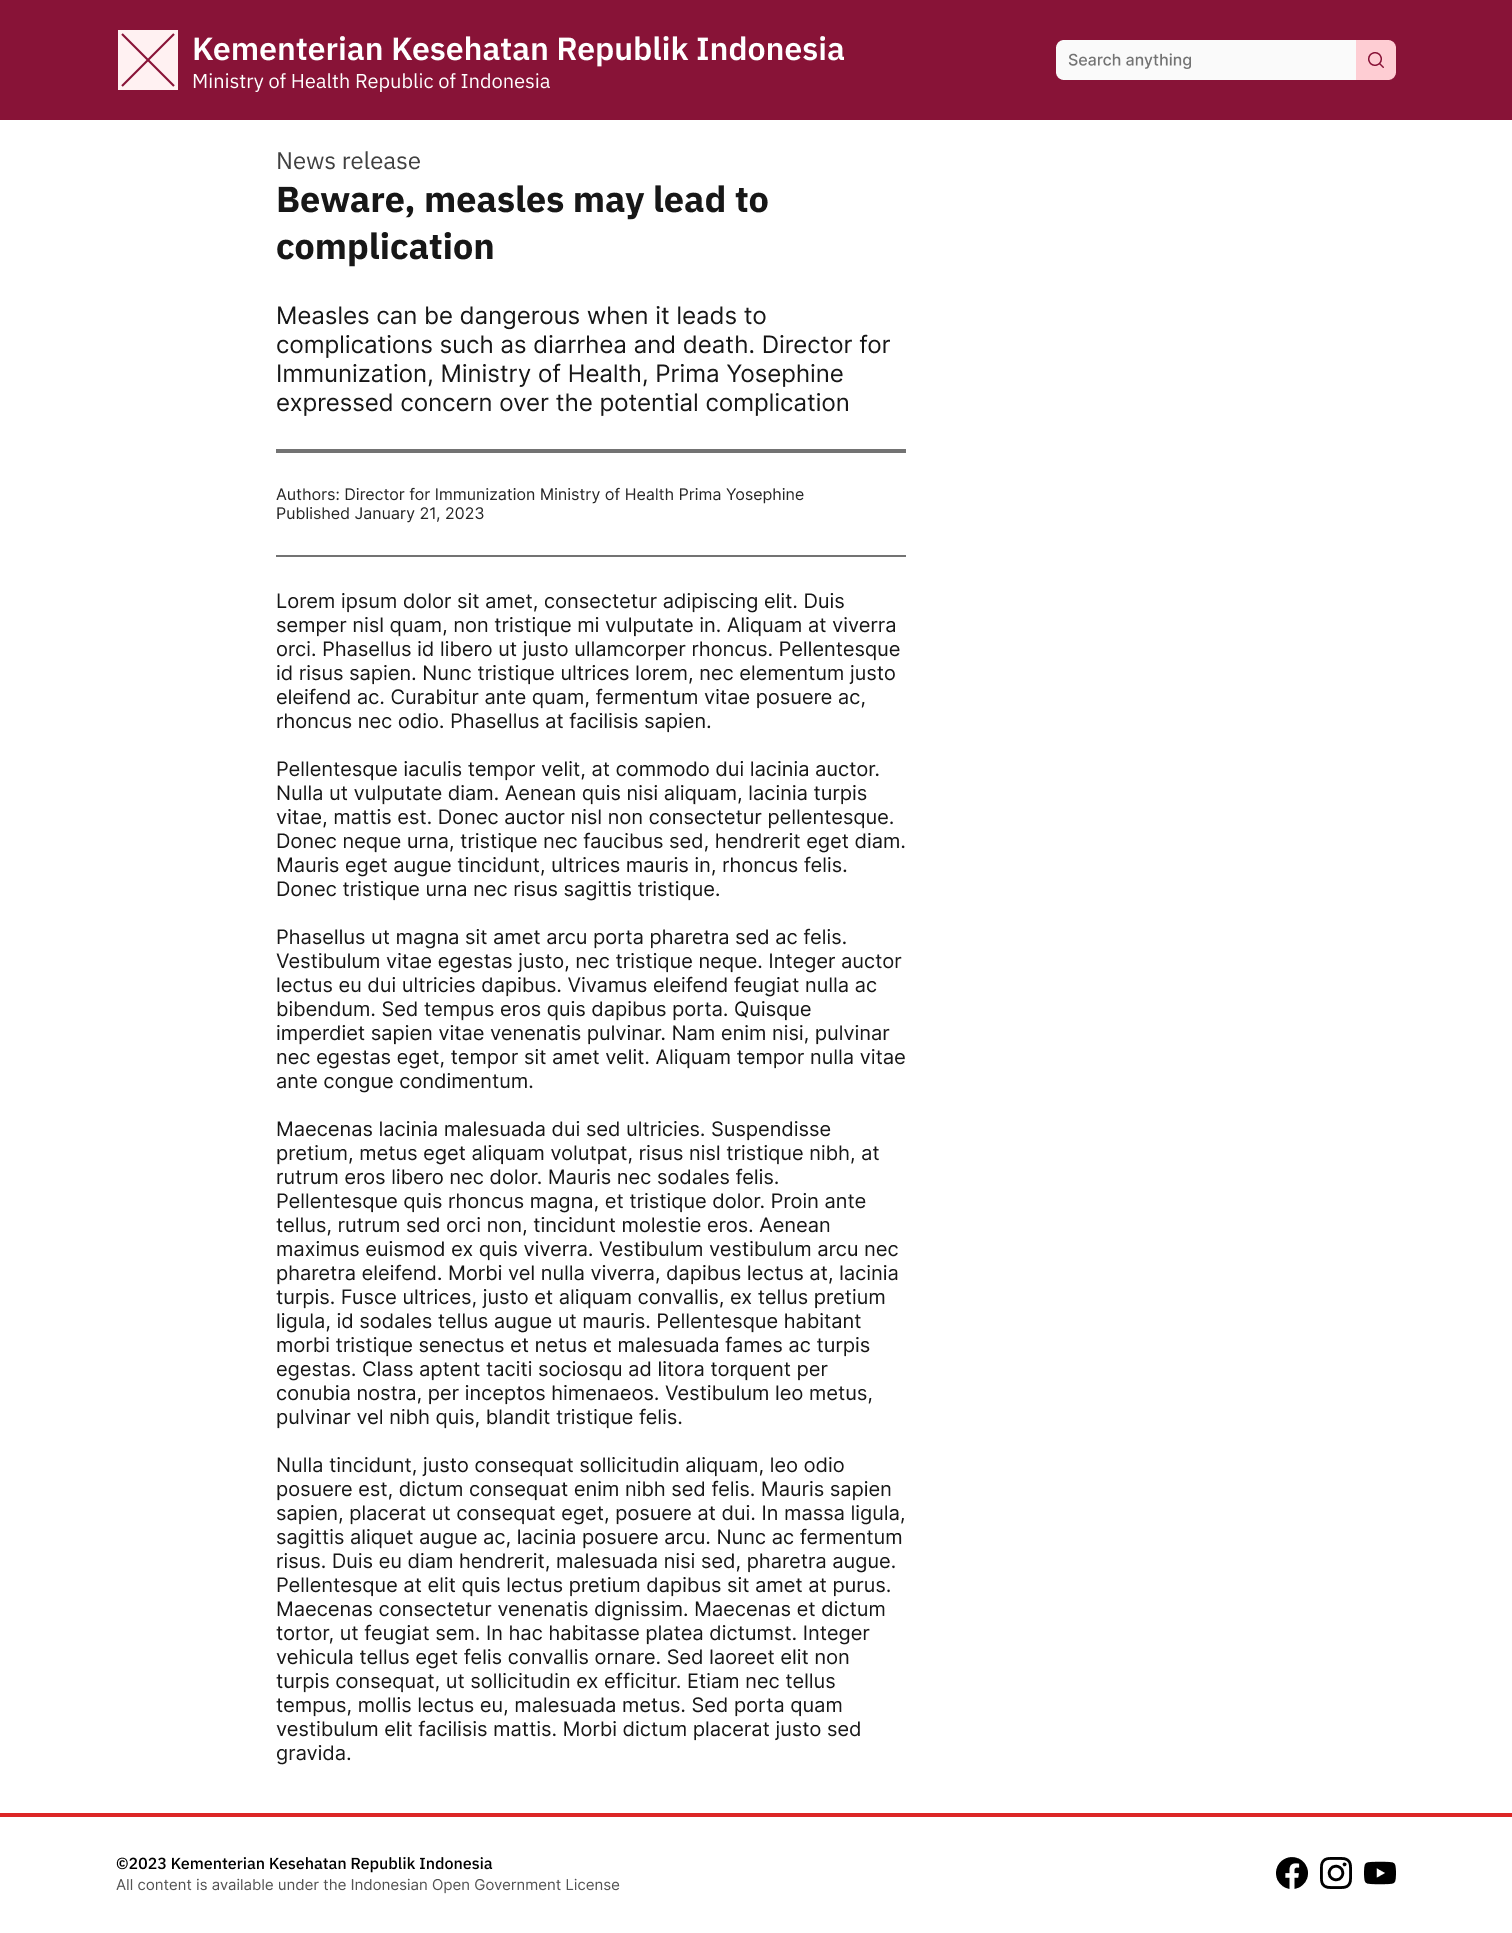 Kementerian Kesehatan Republik Indonesia
Ministry of Health Republic of Indonesia
Search anything
News release
Beware, measles may lead to
complication
Measles can be dangerous when it leads to
complications such as diarrhea and death. Director for
Immunization, Ministry of Health, Prima Yosephine
expressed concern over the potential complication
Authors: Director for Immunization Ministry of Health Prima Yosephine
Published January 21, 2023
Lorem ipsum dolor sit amet, consectetur adipiscing elit. Duis
semper nisl quam, non tristique mi vulputate in. Aliquam at viverra
orci. Phasellus id libero ut justo ullamcorper rhoncus. Pellentesque
id risus sapien. Nunc tristique ultrices lorem, nec elementum justo
eleifend ac. Curabitur ante quam, fermentum vitae posuere ac,
rhoncus nec odio. Phasellus at facilisis sapien.
Pellentesque iaculis tempor velit, at commodo dui lacinia auctor.
Nulla ut vulputate diam. Aenean quis nisi aliquam, lacinia turpis
vitae, mattis est. Donec auctor nisl non consectetur pellentesque.
Donec neque urna, tristique nec faucibus sed, hendrerit eget diam.
Mauris eget augue tincidunt, ultrices mauris in, rhoncus felis.
Donec tristique urna nec risus sagittis tristique.
Phasellus ut magna sit amet arcu porta pharetra sed ac felis.
Vestibulum vitae egestas justo, nec tristique neque. Integer auctor
lectus eu dui ultricies dapibus. Vivamus eleifend feugiat nulla ac
bibendum. Sed tempus eros quis dapibus porta. Quisque
imperdiet sapien vitae venenatis pulvinar. Nam enim nisi, pulvinar
nec egestas eget, tempor sit amet velit. Aliquam tempor nulla vitae
ante congue condimentum.
Maecenas lacinia malesuada dui sed ultricies. Suspendisse
pretium, metus eget aliquam volutpat, risus nisl tristique nibh, at
rutrum eros libero nec dolor. Mauris nec sodales felis.
Pellentesque quis rhoncus magna, et tristique dolor. Proin ante
tellus, rutrum sed orci non, tincidunt molestie eros. Aenean
maximus euismod ex quis viverra. Vestibulum vestibulum arcu nec
pharetra eleifend. Morbi vel nulla viverra, dapibus lectus at, lacinia
turpis. Fusce ultrices, justo et aliquam convallis, ex tellus pretium
ligula, id sodales tellus augue ut mauris. Pellentesque habitant
morbi tristique senectus et netus et malesuada fames ac turpis
egestas. Class aptent taciti sociosqu ad litora torquent per
conubia nostra, per inceptos himenaeos. Vestibulum leo metus,
pulvinar vel nibh quis, blandit tristique felis.
Nulla tincidunt, justo consequat sollicitudin aliquam, leo odio
posuere est, dictum consequat enim nibh sed felis. Mauris sapien
sapien, placerat ut consequat eget, posuere at dui. In massa ligula,
sagittis aliquet augue ac, lacinia posuere arcu. Nunc ac fermentum
risus. Duis eu diam hendrerit, malesuada nisi sed, pharetra augue.
Pellentesque at elit quis lectus pretium dapibus sit amet at purus.
Maecenas consectetur venenatis dignissim. Maecenas et dictum
tortor, ut feugiat sem. In hac habitasse platea dictumst. Integer
vehicula tellus eget felis convallis ornare. Sed laoreet elit non
turpis consequat, ut sollicitudin ex efficitur. Etiam nec tellus
tempus, mollis lectus eu, malesuada metus. Sed porta quam
vestibulum elit facilisis mattis. Morbi dictum placerat justo sed
gravida.
©2023 Kementerian Kesehatan Republik Indonesia
All content is available under the Indonesian Open Government License